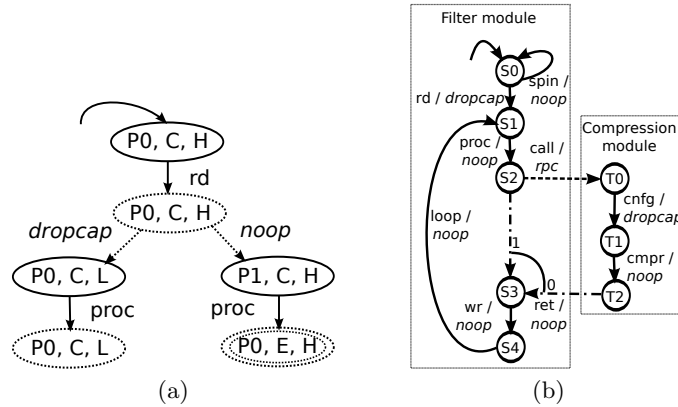 P0, C, H
rd
P0, C, H
dropcap
noop
P0, C, L
P1, C, H
proc
proc
P0, C, L
P0, E, H
(a)
Filter module
S0
spin /
noop
rd / dropcap
S1
proc /
noop
call /
rpc
S2
loop /
noop
1
S3
0
wr /
noop
ret /
noop
S4
Compression
module
T0
cnfg /
dropcap
T1
cmpr /
noop
T2
(b)